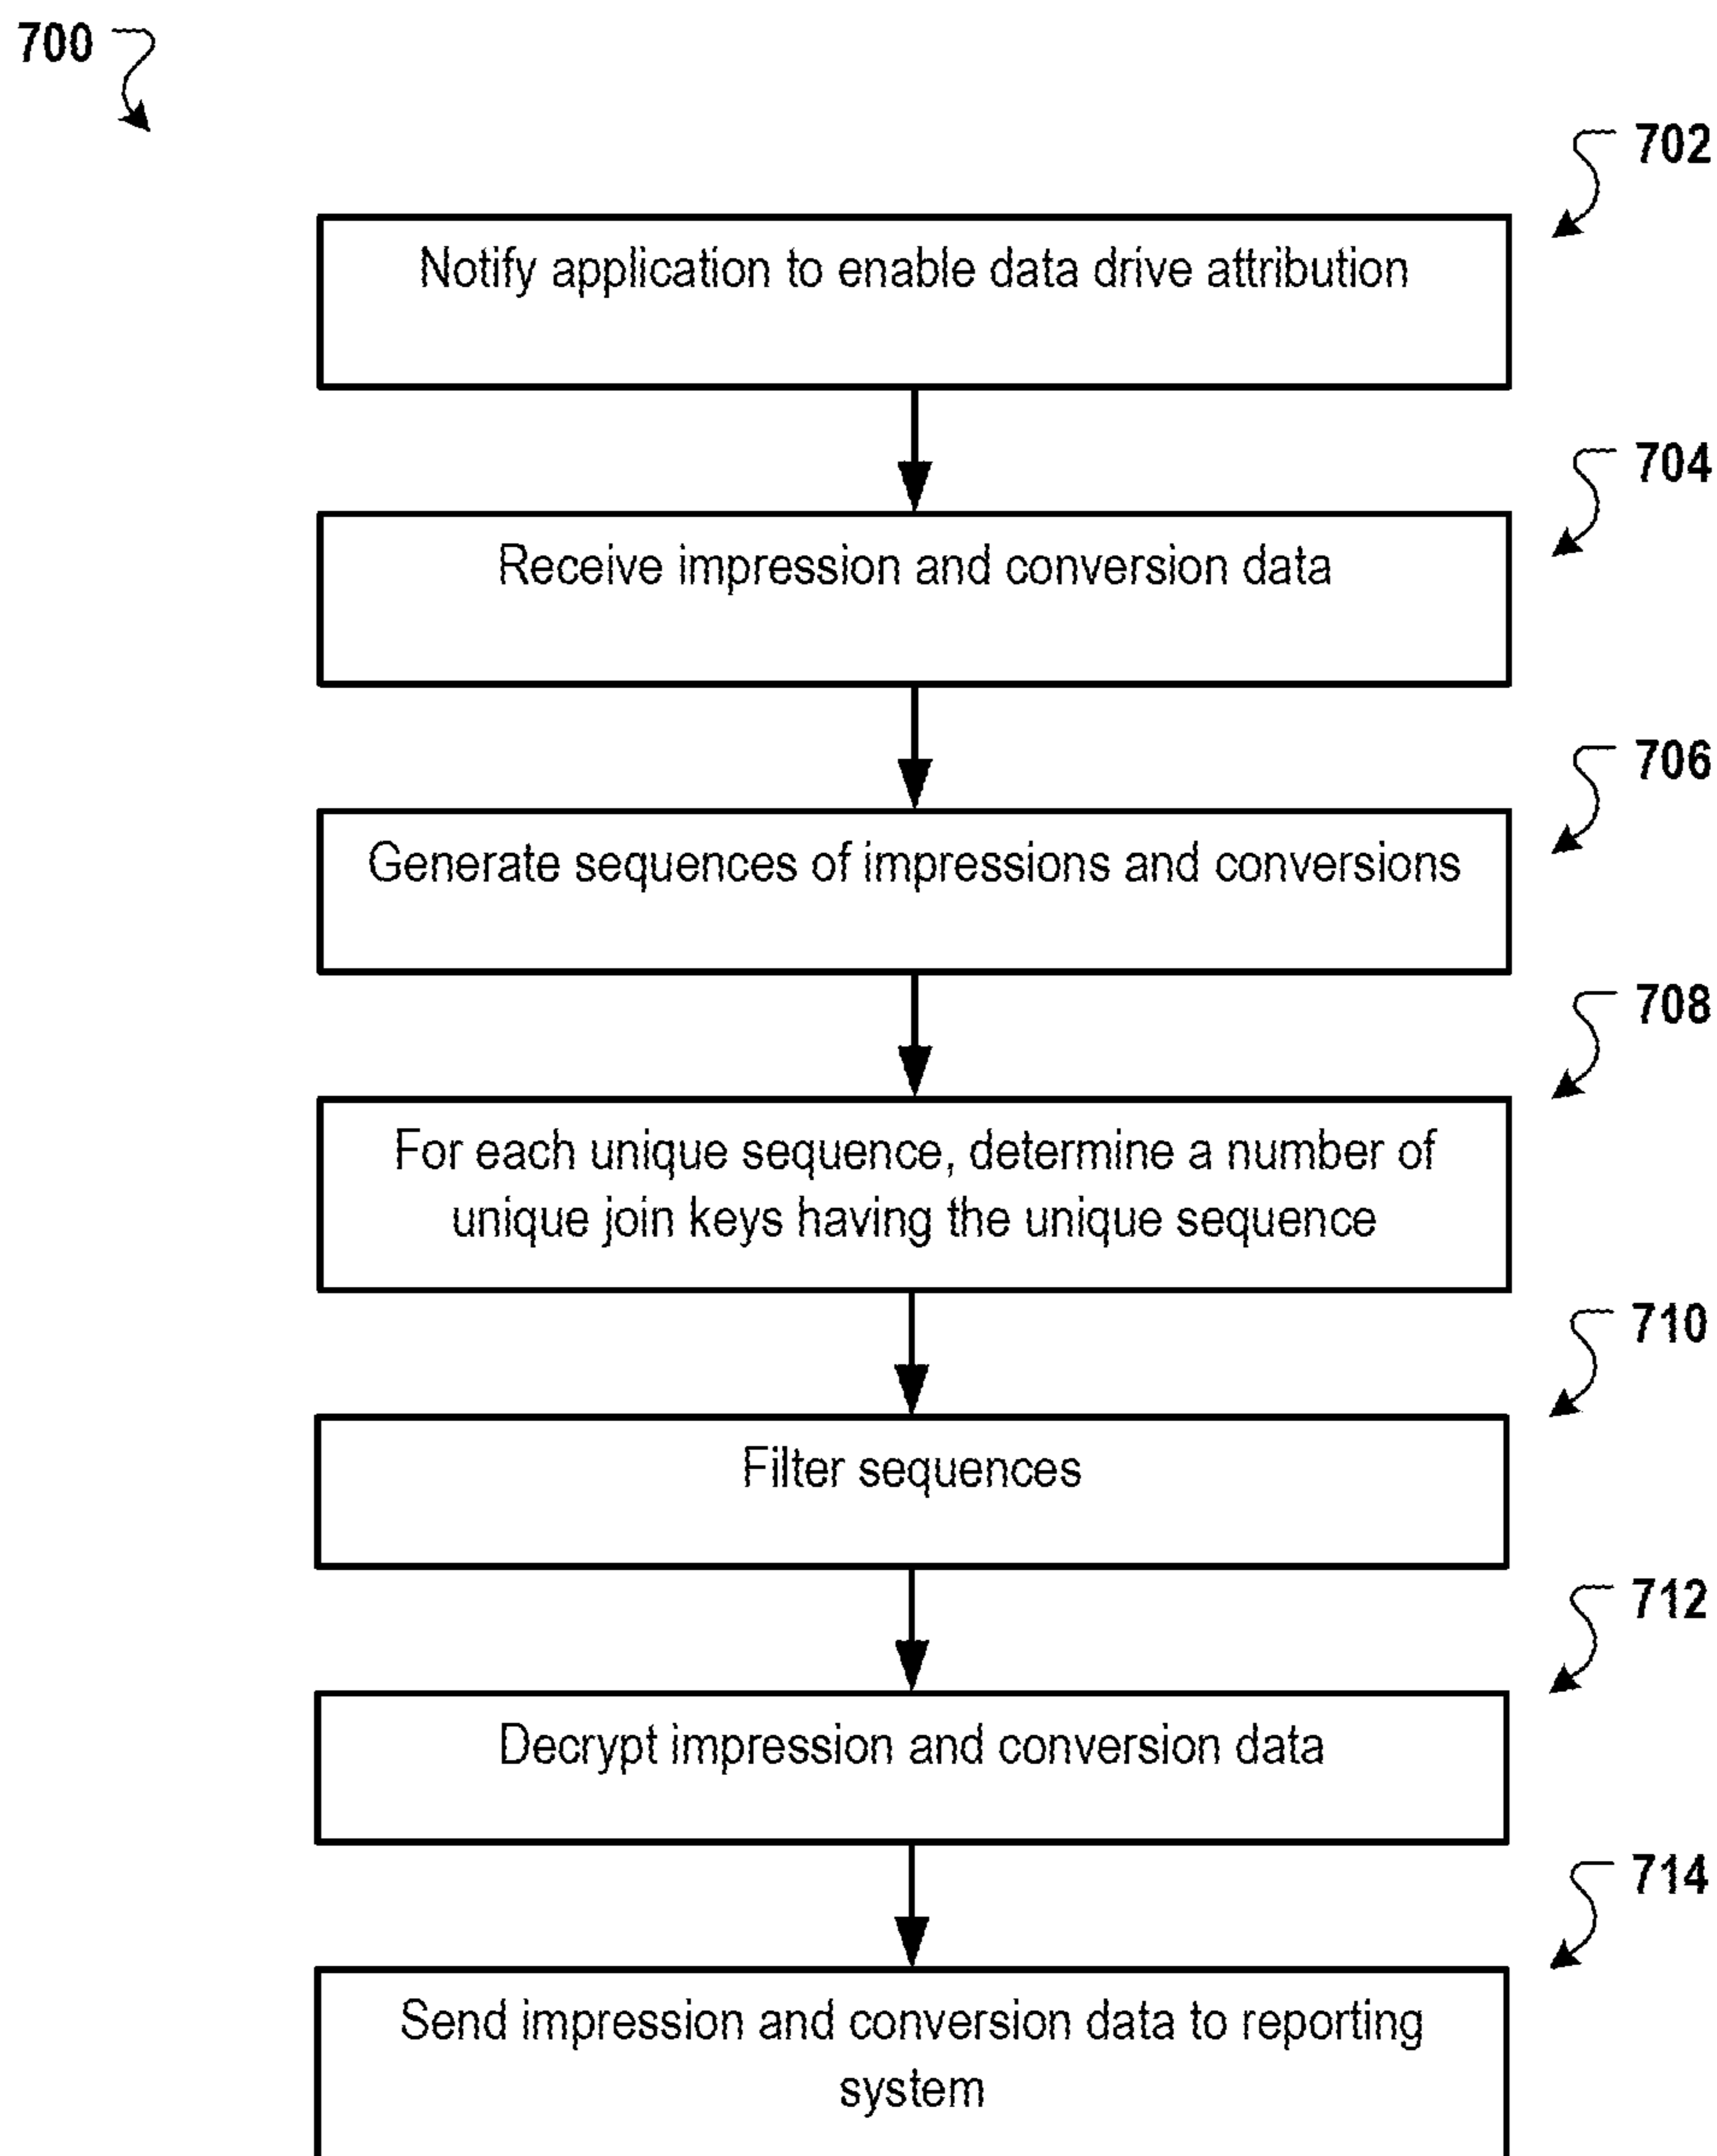 700
702
Notify application to enable data drive attribution
704
Receive impression and conversion data
706
Generate sequences of impressions and conversions
708
For each unique sequence, determine a number of
unique join keys having the unique sequence
710
Filter sequences
712
Decrypt impression and conversion data
714
Send impression and conversion data to reporting
system